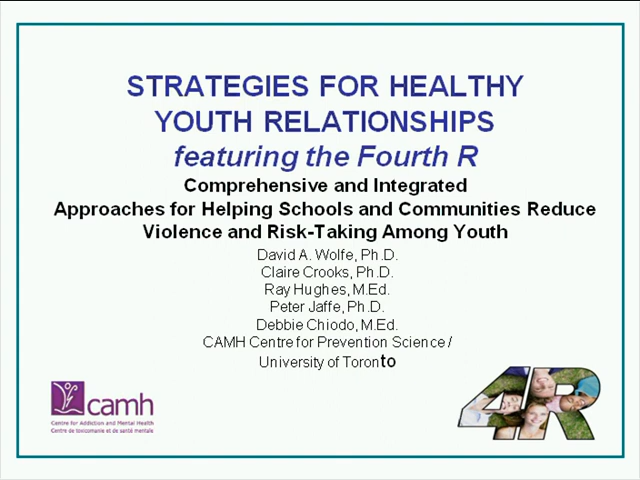 STRATEGIES FOR HEALTHY
YOUTH RELATIONSHIPS
featuring the Fourth R
Comprehensive and Integrated
Approaches for Helping Schools and Communities Reduce
Violence and Risk-Taking Among Youth
David A. Wolfe, Ph.D.
Claire Crooks, Ph.D.
Ray Hughes, M.Ed.
Peter Jaffe, Ph.D.
Debbie Chiodo, M.Ed.
CAMH Centre for Prevention Science /
University of Toronto
camh
Centre for Addiction and Mental Health
Centre de toxicomanie et de santé mentale
4R